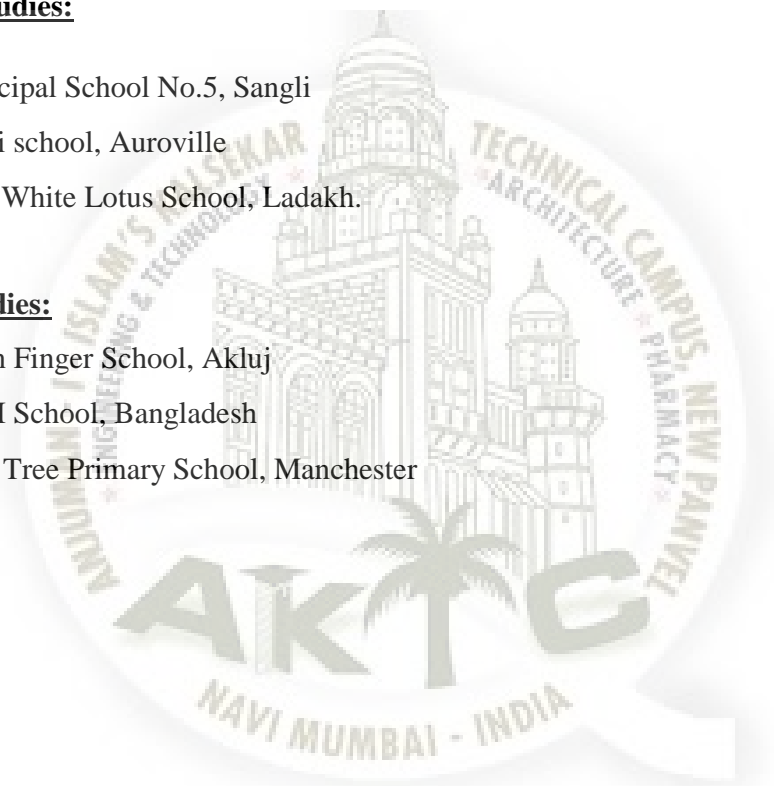 udies:
cipal School No.5, Sangli
i school, Auroville
White Lotus School, Ladakh.
dies:
n Finger School, Akluj
I School, Bangladesh
Tree Primary School, Manchester
ANJUMAN - I - ISLAM'S KALSEKAR TECHNICAL CAMPUS, NEW PANVEL
ENGINEERING & TECHNOLOGY * ARCHITECTURE * PHARMACY *
AKTC
NAVI MUMBAI - INDIA